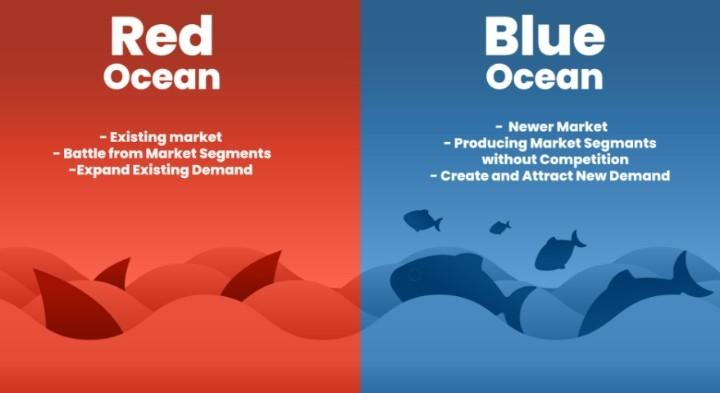 Red
Ocean
- Existing market
- Battle from Market Segments
-Expand Existing Demand
Blue
Ocean
- Newer Market
- Producing Market Segmants
without Competition
- Create and Attract New Demand